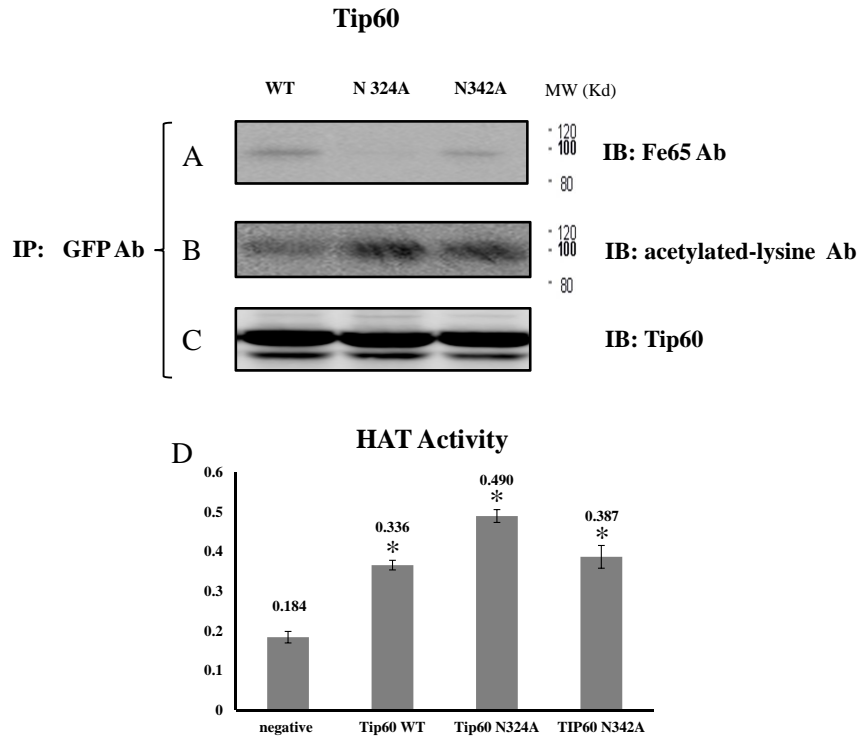 Tip60
WT N 324A N342A MW (Kd)
A
120
100
80
IB: Fe65 Ab
IP: GFP Ab
B
120
100
80
IB: acetylated-lysine Ab
C
IB: Tip60
D
HAT Activity
0.6
0.5
0.4
0.3
0.2
0.1
0
0.184
0.336
*
0.490
*
0.387
*
negative Tip60 WT Tip60 N324A TIP60 N342A